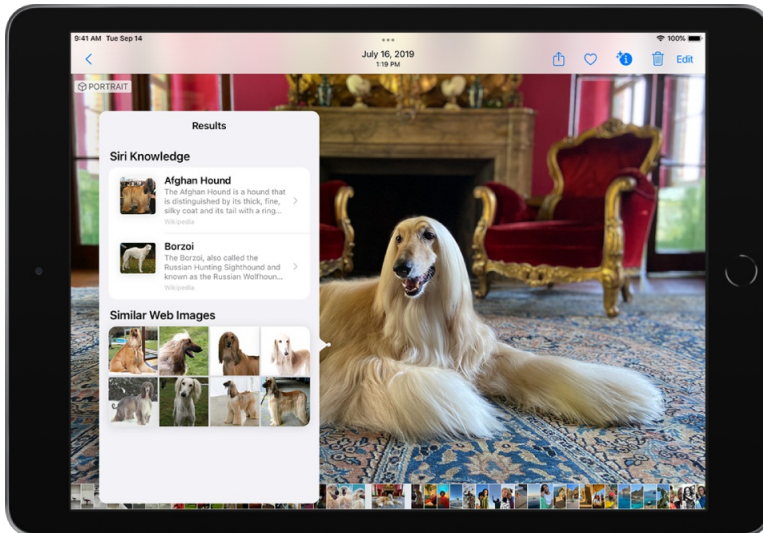 9:41 AM Tue Sep 14
100%
July 16, 2019
1:19 PM
Edit
PORTRAIT
Results
Siri Knowledge
Afghan Hound
The Afghan Hound is a hound that
is distinguished by its thick, fine,
silky coat and its tail with a ring...
Wikipedia
Borzoi
The Borzoi, also called the
Russian Hunting Sighthound and
known as the Russian Wolfhoun...
Wikipedia
Similar Web Images